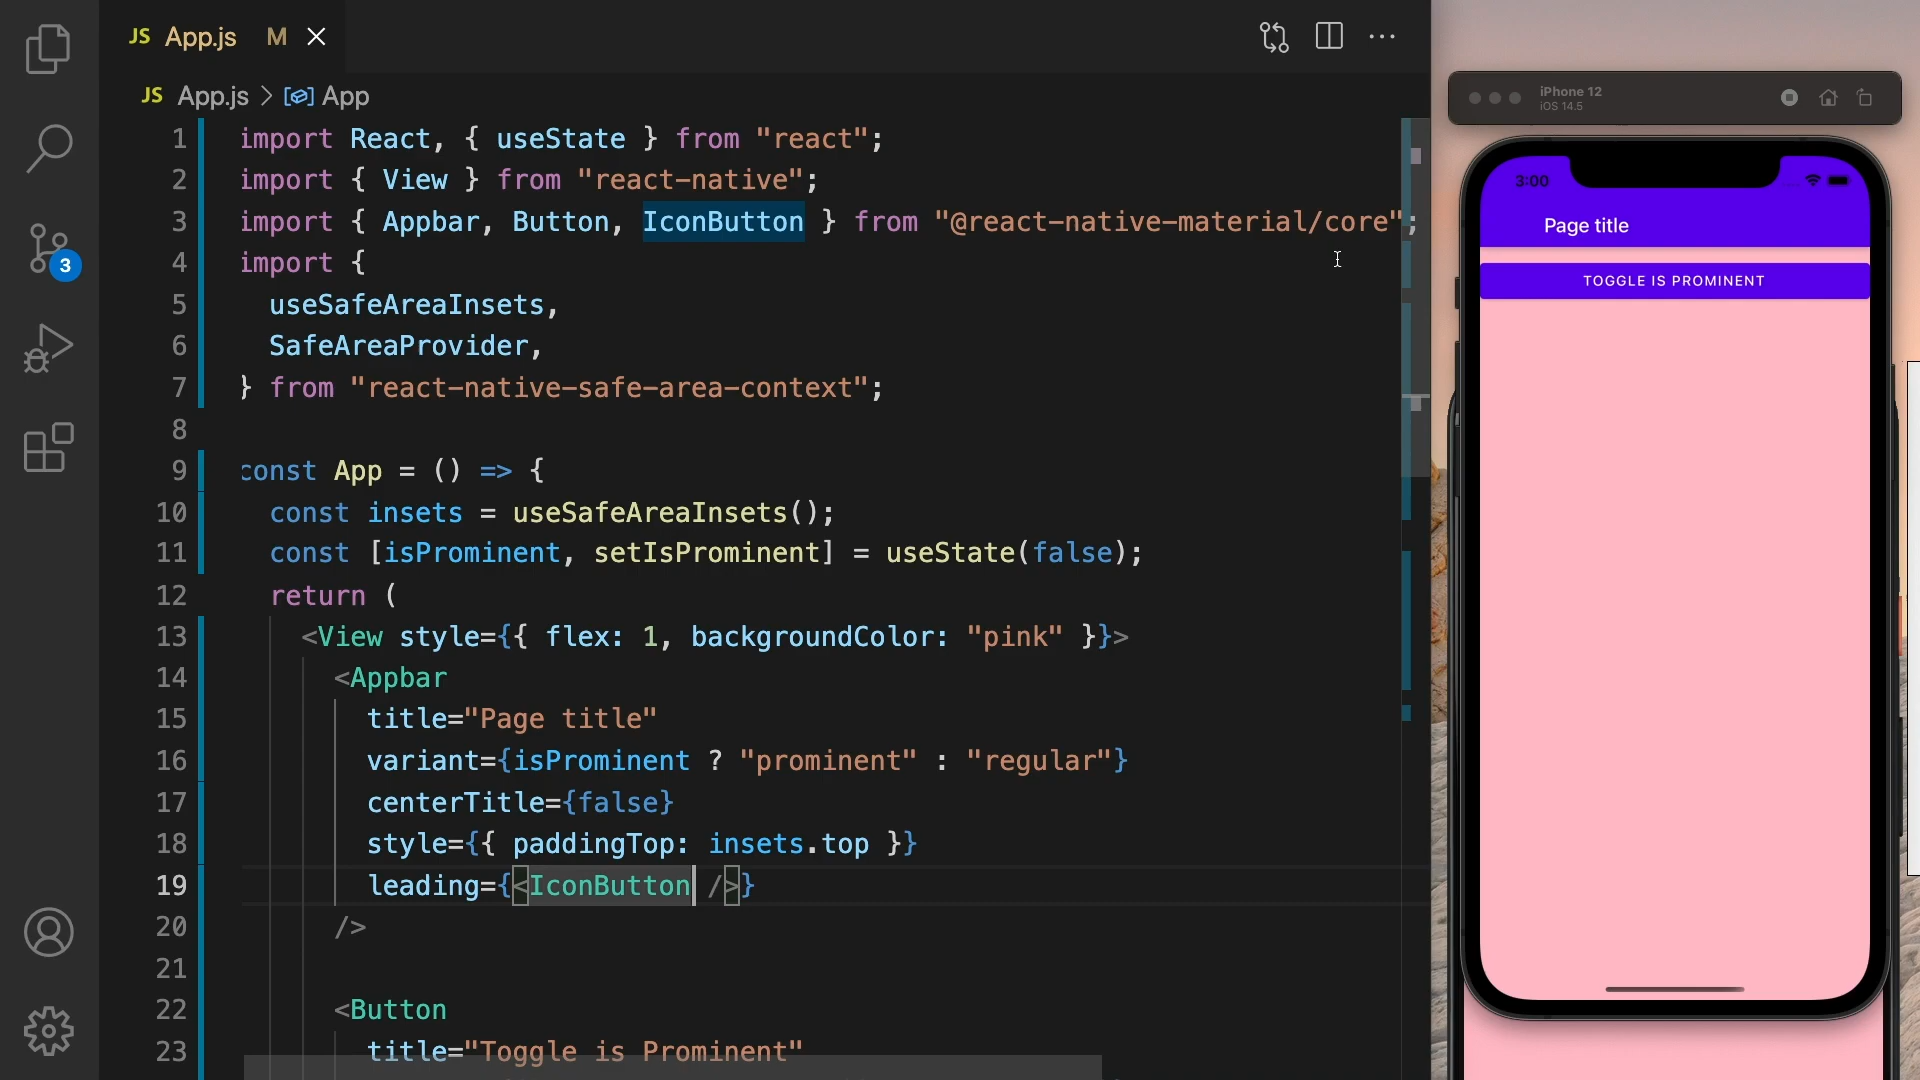 JS App.js M
JS App.js > App
1 import React, { useState } from "react";
2 import { View } from "react-native";
3 import { Appbar, Button, IconButton } from "@react-native-material/core";
4 import {
5 useSafeAreaInsets,
6 SafeAreaProvider,
7 } from "react-native-safe-area-context";
8
9 const App = () => {
10 const insets = useSafeAreaInsets();
11 const [isProminent, setIsProminent] = useState(false);
12 return (
13 <View style={{ flex: 1, backgroundColor: "pink" }}>
14 <Appbar
15 title="Page title"
16 variant={isProminent ? "prominent" : "regular"}
17 centerTitle={false}
18 style={{ paddingTop: insets.top }}
19 leading={<IconButton />}
20 />
21
22 <Button
23 title="Toggle is Prominent"
3
iPhone 12
iOS 14.5
3:00
Page title
TOGGLE IS PROMINENT